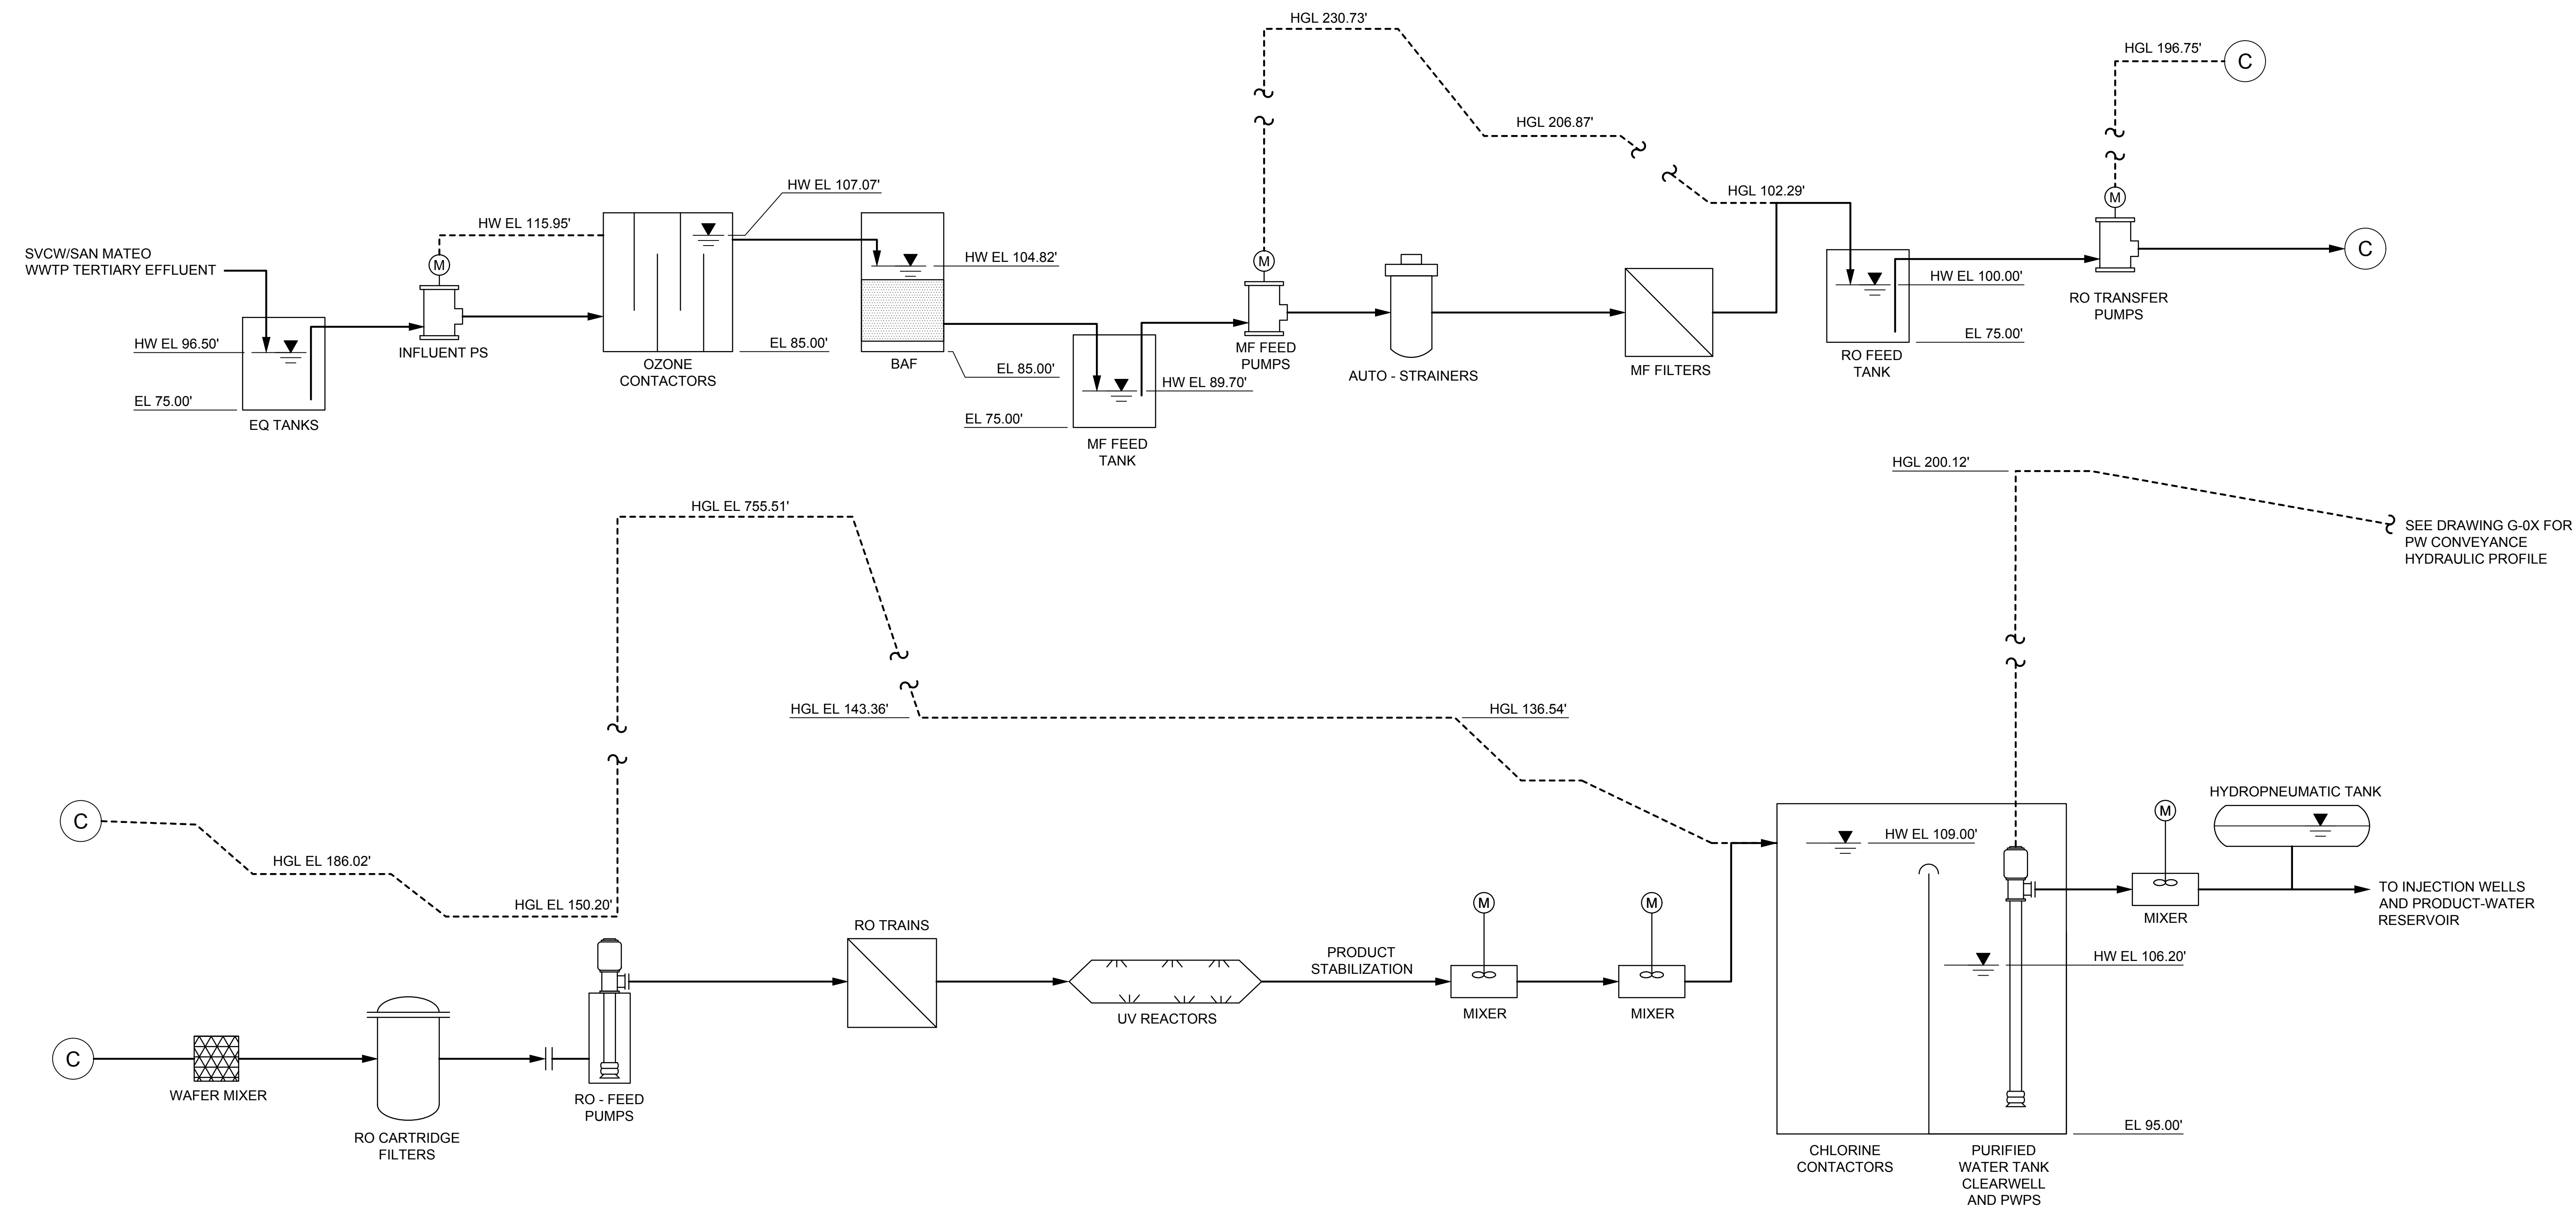 HGL 230.73'
HGL 196.75'
C
HGL 206.87'
HW EL 107.07'
HGL 102.29'
M
HW EL 115.95'
SVCW/SAN MATEO
WWTP TERTIARY EFFLUENT
M
HW EL 104.82'
M
C
HW EL 100.00'
RO TRANSFER
PUMPS
HW EL 96.50'
INFLUENT PS
EL 85.00'
OZONE
CONTACTORS
BAF
EL 85.00'
MF FEED
PUMPS
AUTO - STRAINERS
MF FILTERS
EL 75.00'
RO FEED
TANK
HW EL 89.70'
EL 75.00'
EQ TANKS
EL 75.00'
MF FEED
TANK
HGL 200.12'
HGL EL 755.51'
SEE DRAWING G-0X FOR
PW CONVEYANCE
HYDRAULIC PROFILE
HGL EL 143.36'
HGL 136.54'
C
HGL EL 186.02'
HGL EL 150.20'
HW EL 109.00'
M
HYDROPNEUMATIC TANK
TO INJECTION WELLS
AND PRODUCT-WATER
RESERVOIR
MIXER
RO TRAINS
M
M
PRODUCT
STABILIZATION
HW EL 106.20'
UV REACTORS
MIXER
MIXER
C
WAFER MIXER
RO - FEED
PUMPS
RO CARTRIDGE
FILTERS
EL 95.00'
CHLORINE
CONTACTORS
PURIFIED
WATER TANK
CLEARWELL
AND PWPS